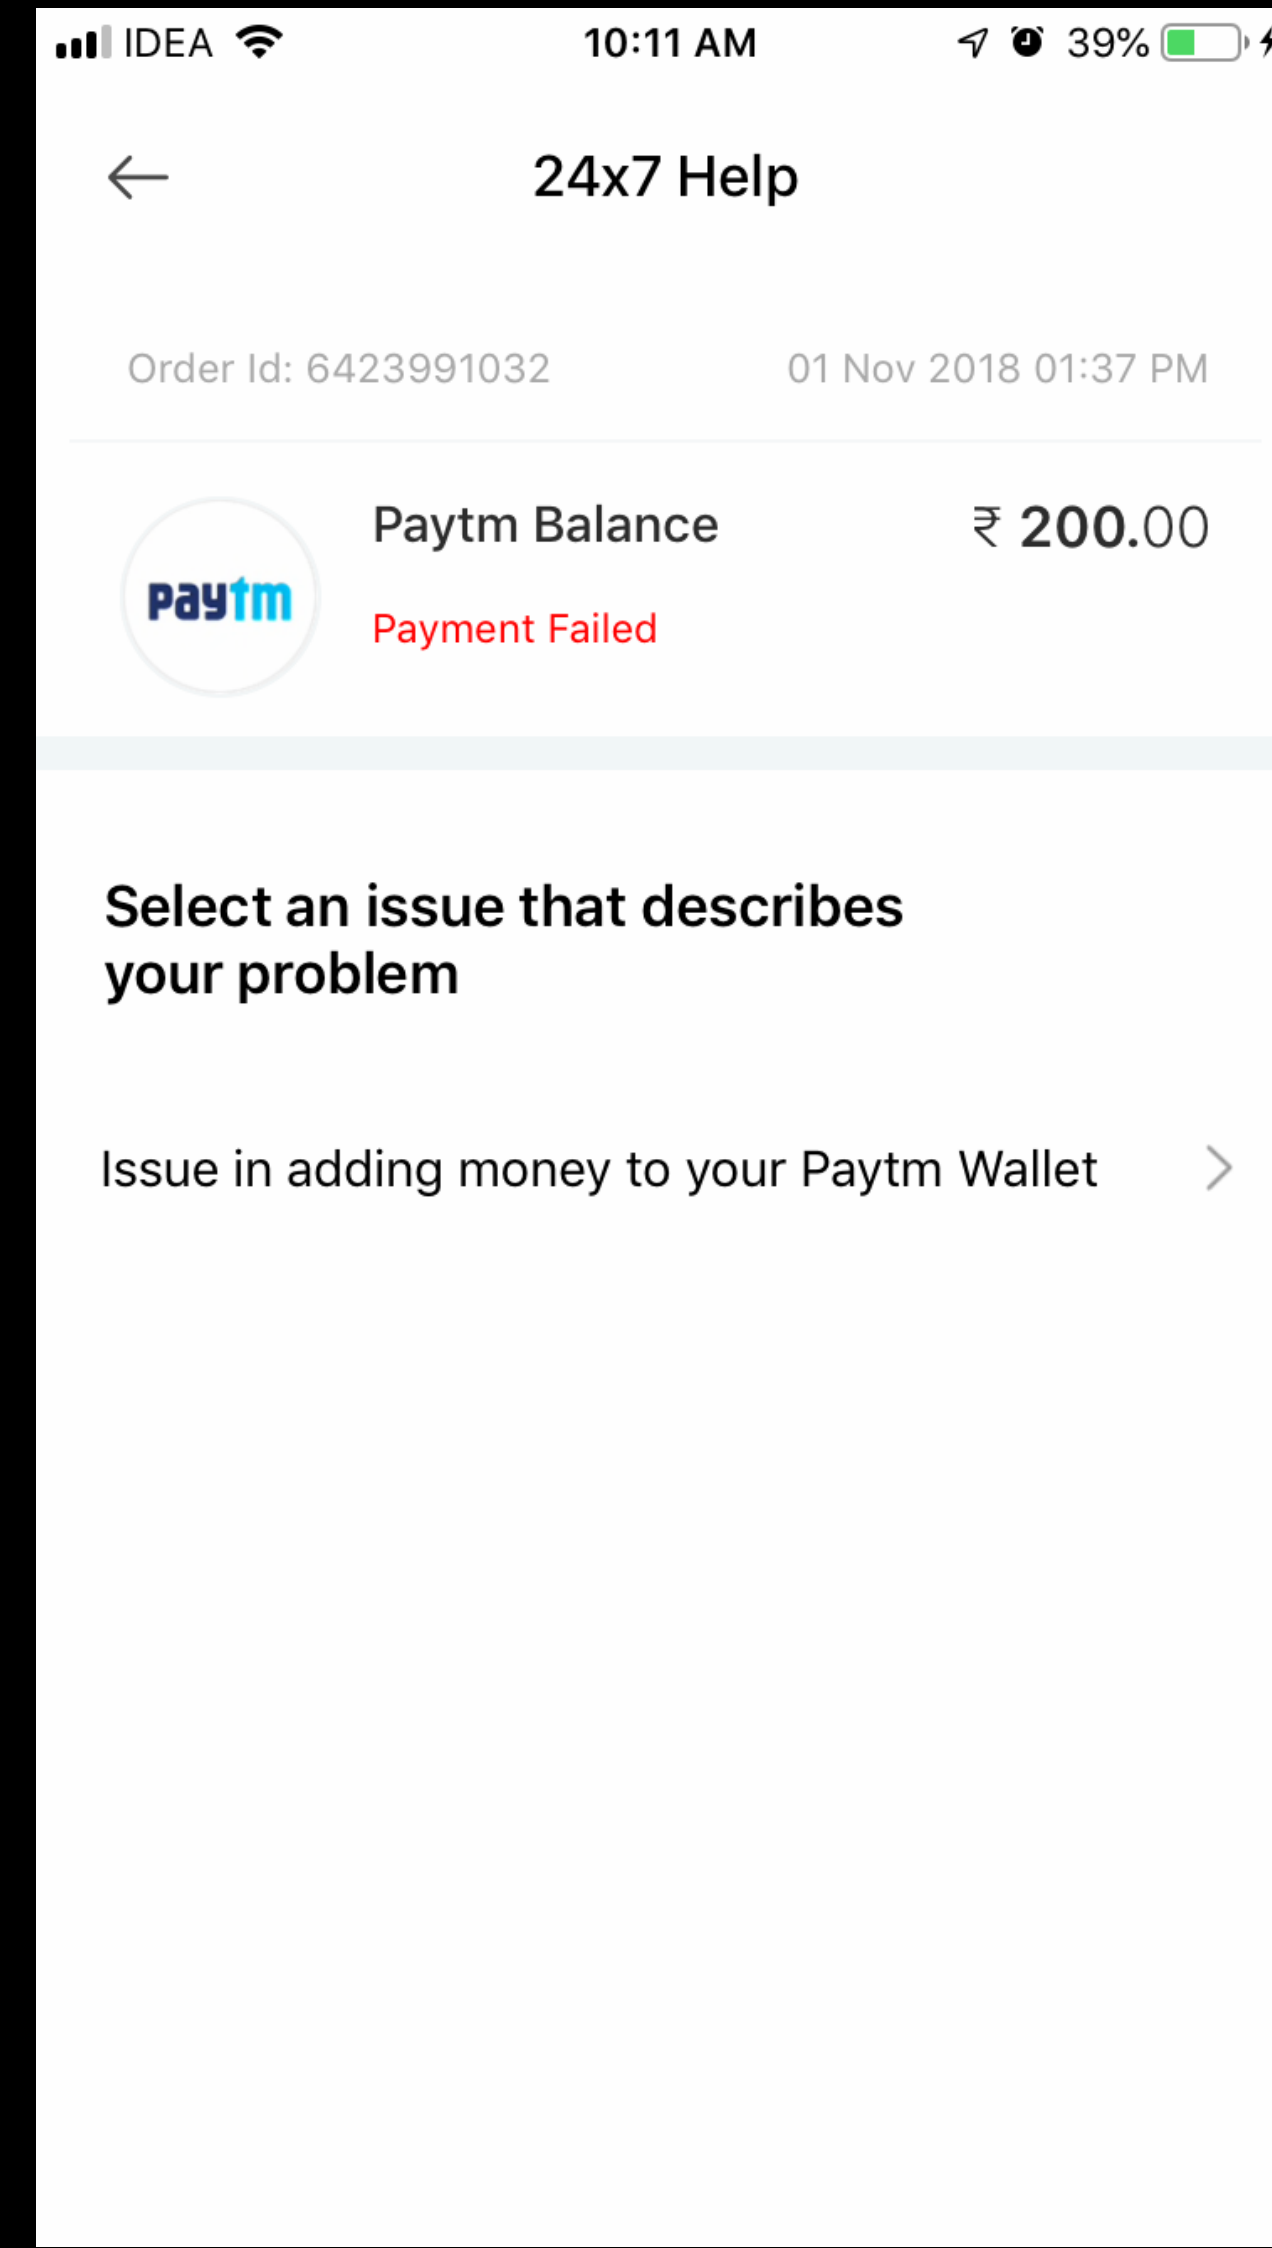 IDEA 10:11 AM 39%
24x7 Help
Order Id: 6423991032 01 Nov 2018 01:37 PM
Paytm Balance ₹ 200.00
paytm
Payment Failed
Select an issue that describes
your problem
Issue in adding money to your Paytm Wallet